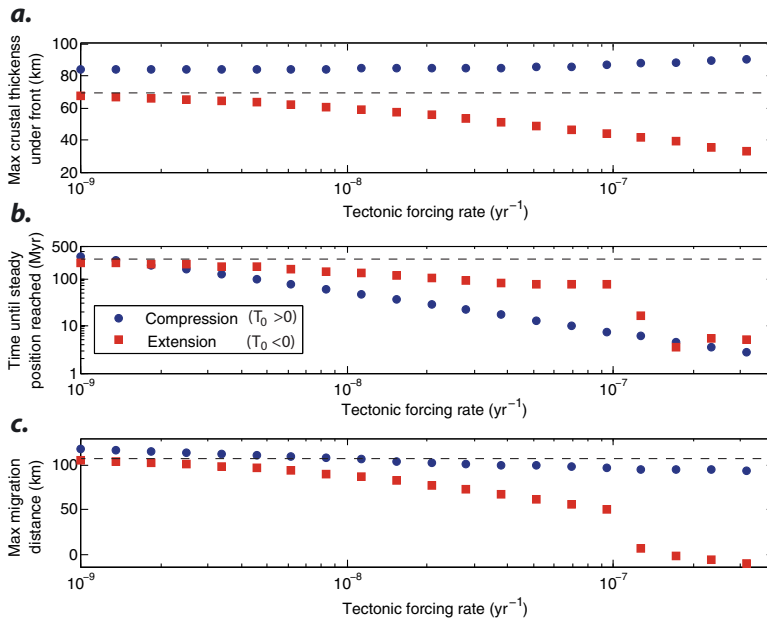 a.
Max crustal thickenss
under front (km)
100
80
60
40
20
10⁻⁹
10⁻⁸
10⁻⁷
Tectonic forcing rate (yr⁻¹)
b.
Time until steady
position reached (Myr)
500
100
10
1
Compression (T₀ >0)
Extension (T₀ <0)
10⁻⁹
10⁻⁸
10⁻⁷
Tectonic forcing rate (yr⁻¹)
c.
Max migration
distance (km)
100
50
0
10⁻⁹
10⁻⁸
10⁻⁷
Tectonic forcing rate (yr⁻¹)